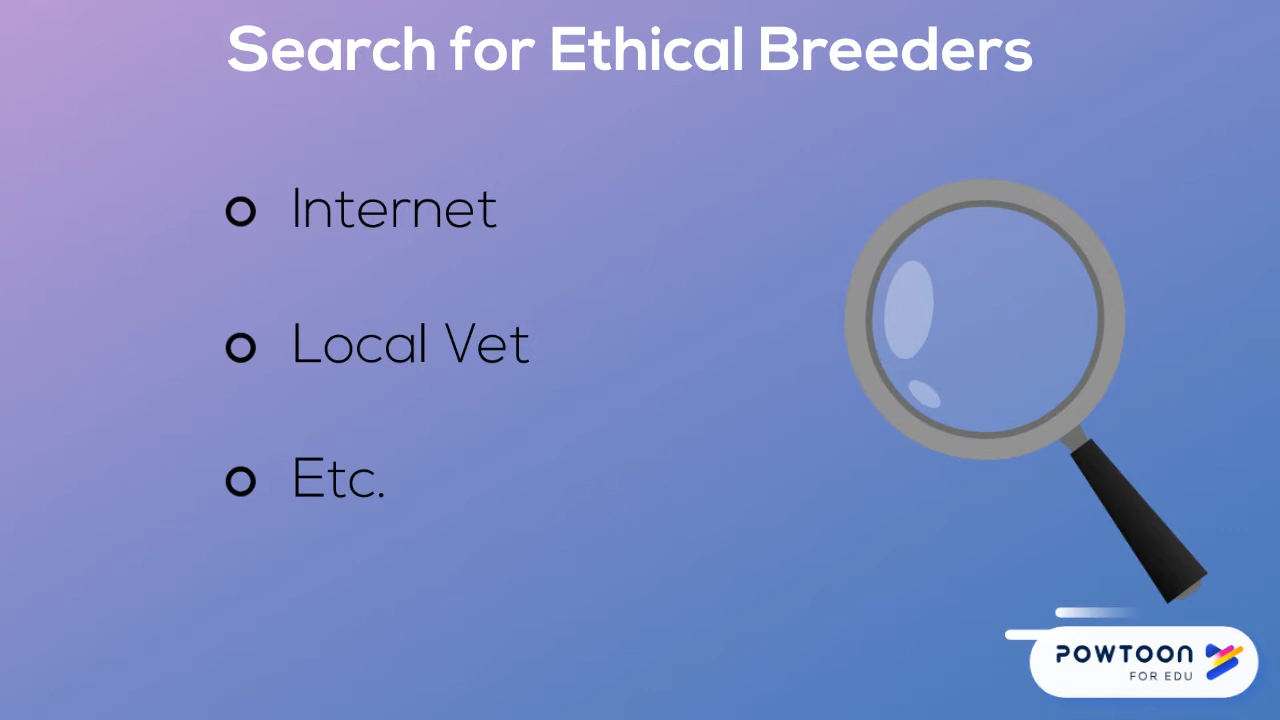 Search for Ethical Breeders
Internet
Local Vet
Etc.
POWTOON
FOR EDU